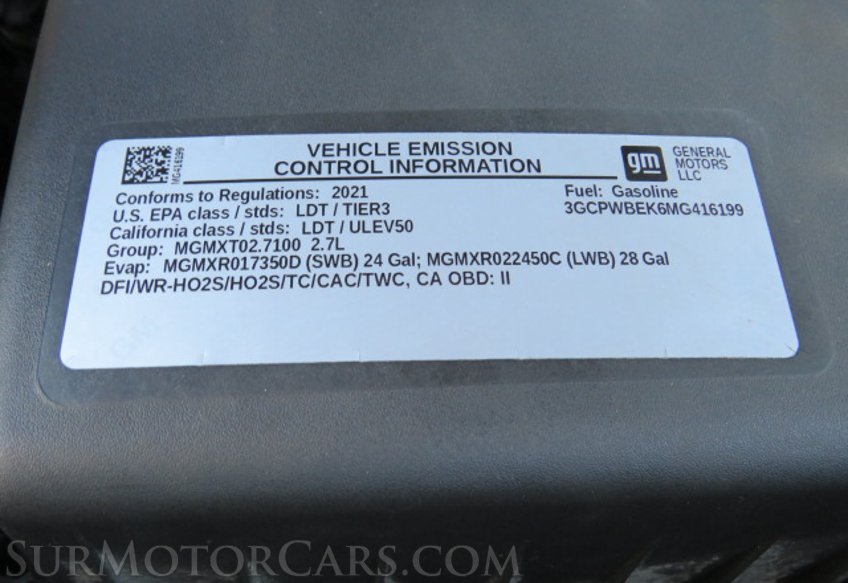 MG416199
VEHICLE EMISSION
CONTROL INFORMATION
gm
GENERAL
MOTORS
LLC
Conforms to Regulations: 2021
U.S. EPA class / stds: LDT / TIER3
California class / stds: LDT / ULEV50
Group: MGMXT02.7100 2.7L
Evap: MGMXR017350D (SWB) 24 Gal; MGMXR022450C (LWB) 28 Gal
DFI/WR-HO2S/HO2S/TC/CAC/TWC, CA OBD: II
Fuel: Gasoline
3GCPWBEK6MG416199
SurMotorCars.com